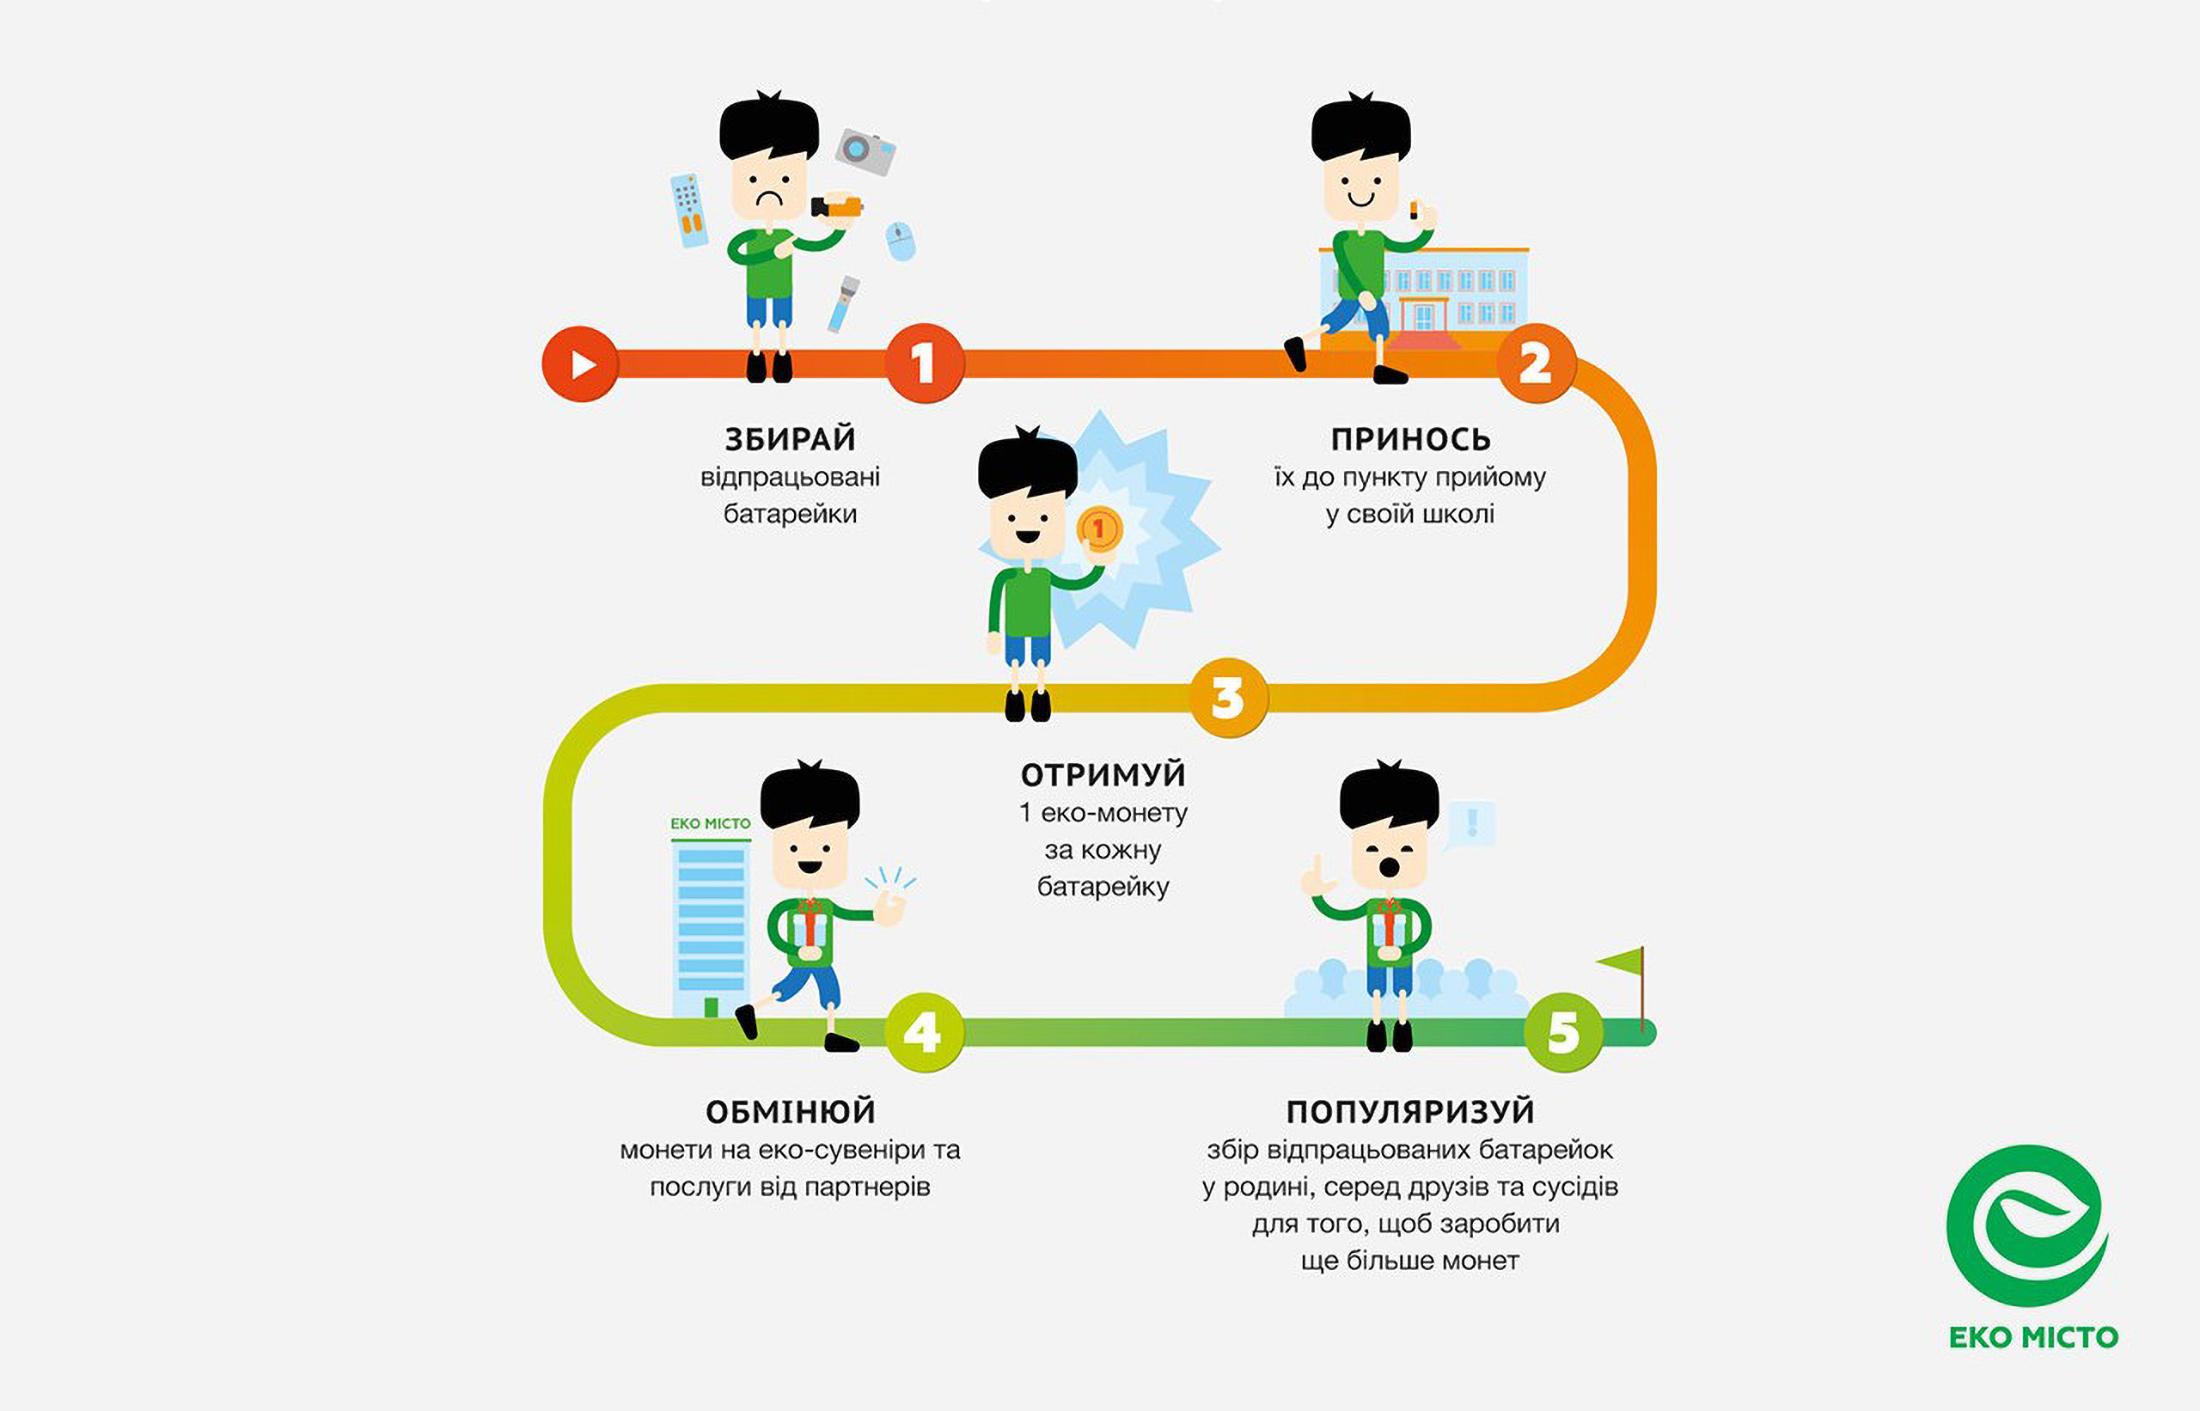 1
ЗБИРАЙ
відпрацьовані
батарейки
2
ПРИНОСЬ
їх до пункту прийому
у своїй школі
1
3
ОТРИМУЙ
1 еко-монету
за кожну
батарейку
ЕКО МІСТО
4
ОБМІНЮЙ
монети на еко-сувеніри та
послуги від партнерів
!
5
ПОПУЛЯРИЗУЙ
збір відпрацьованих батарейок
у родині, серед друзів та сусідів
для того, щоб заробити
ще більше монет
ЕКО МІСТО